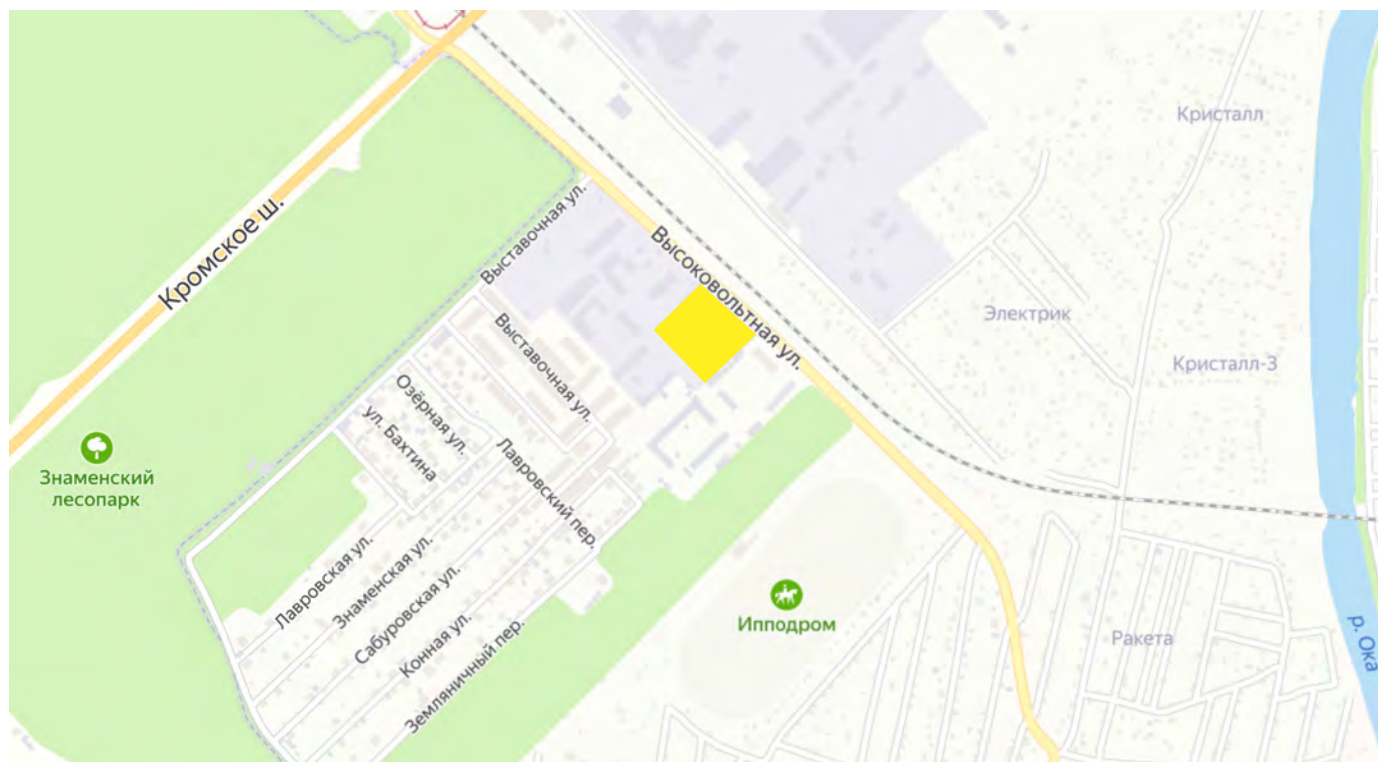 Кристалл
Выставочная ул.
Кромское ш.
Высоковольтная ул.
Электрик
Выставочная ул.
Кристалл-3
Озёрная ул.
ул. Бахтина
Знаменский
лесопарк
Лавровский пер.
Лавровская ул.
Знаменская ул.
Сабуровская ул.
Конная ул.
Земляничный пер.
Ипподром
Ракета
р. Ока